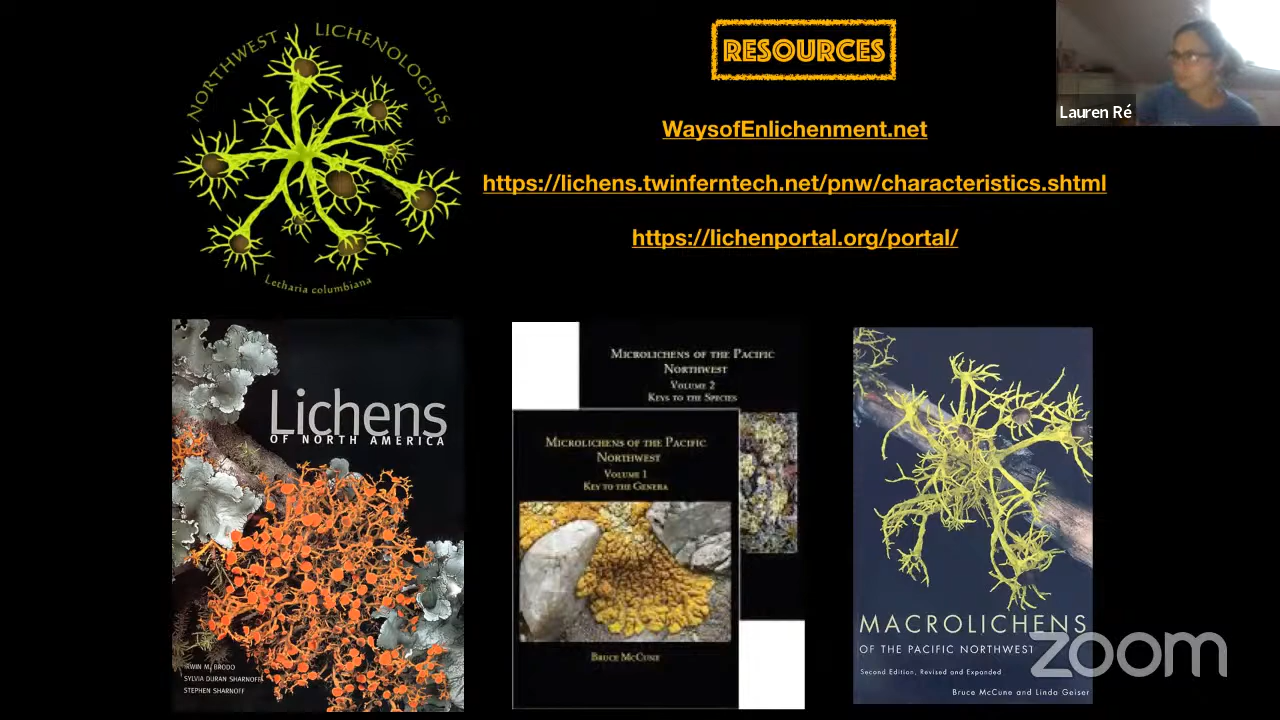 NORTHWEST LICHENOLOGISTS
Letharia columbiana
RESOURCES
WaysofEnlichenment.net
https://lichens.twinferntech.net/pnw/characteristics.shtml
https://lichenportal.org/portal/
Lauren Ré
Lichens
OF NORTH AMERICA
IRWIN M. BRODO
SYLVIA DURAN SHARNOFF
STEPHEN SHARNOFF
MICROLICHENS OF THE PACIFIC
NORTHWEST
VOLUME 2
KEYS TO THE SPECIES
MICROLICHENS OF THE PACIFIC
NORTHWEST
VOLUME 1
KEY TO THE GENERA
BRUCE MCCUNE
MACROLICHENS
OF THE PACIFIC NORTHWEST
Second Edition, Revised and Expanded
Bruce McCune and Linda Geiser
zoom